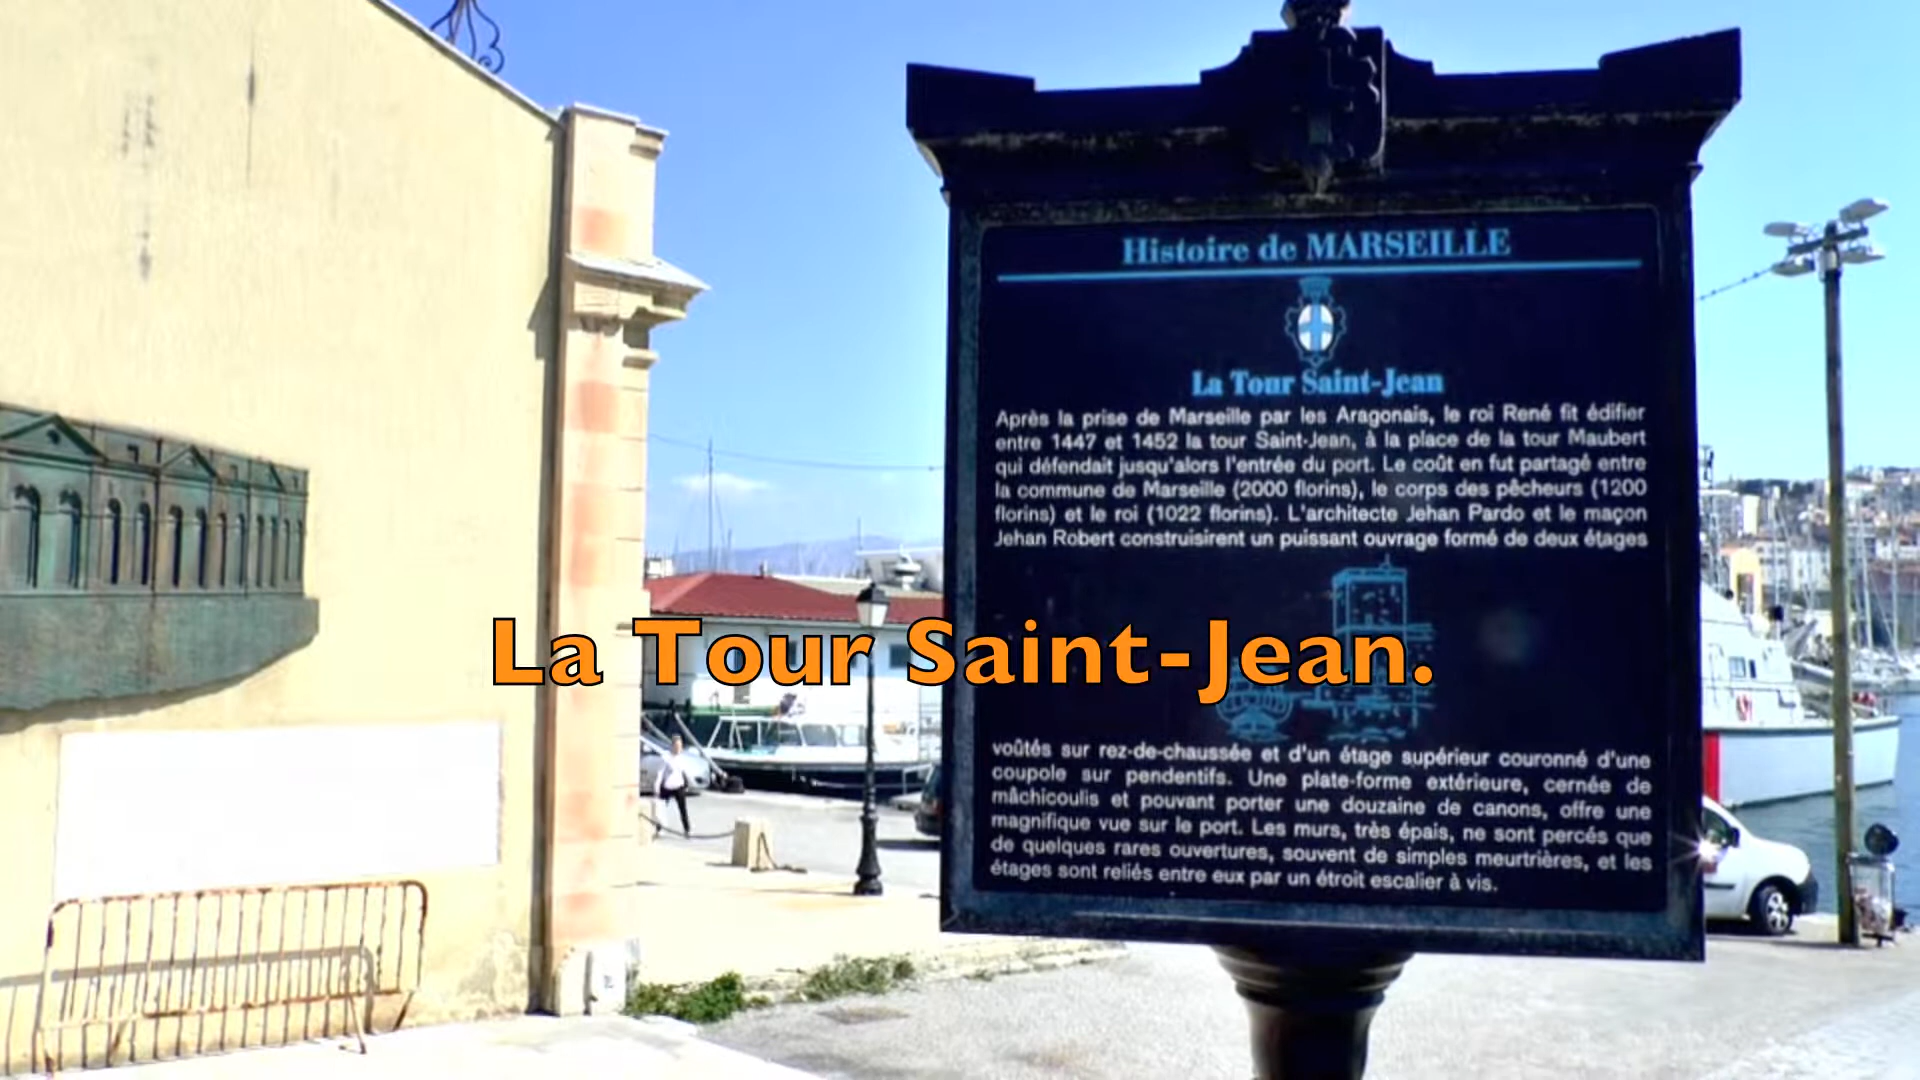 Histoire de MARSEILLE
La Tour Saint-Jean
Après la prise de Marseille par les Aragonais, le roi René fit édifier
entre 1447 et 1452 la tour Saint-Jean, à la place de la tour Maubert
qui défendait jusqu'alors l'entrée du port. Le coût en fut partagé entre
la commune de Marseille (2000 florins), le corps des pêcheurs (1200
florins) et le roi (1022 florins). L'architecte Jehan Pardo et le maçon
Jehan Robert construisirent un puissant ouvrage formé de deux étages
La Tour Saint-Jean.
voûtés sur rez-de-chaussée et d'un étage supérieur couronné d'une
coupole sur pendentifs. Une plate-forme extérieure, cernée de
mâchicoulis et pouvant porter une douzaine de canons, offre une
magnifique vue sur le port. Les murs, très épais, ne sont percés que
de quelques rares ouvertures, souvent de simples meurtrières, et les
étages sont reliés entre eux par un étroit escalier à vis.